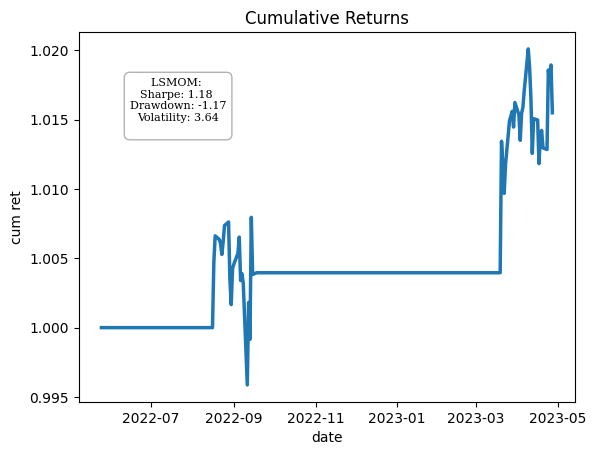 Cumulative Returns
1.020
1.015
1.010
1.005
1.000
0.995
cum ret
LSMOM:
Sharpe: 1.18
Drawdown: -1.17
Volatility: 3.64
2022-07 2022-09 2022-11 2023-01 2023-03 2023-05
date